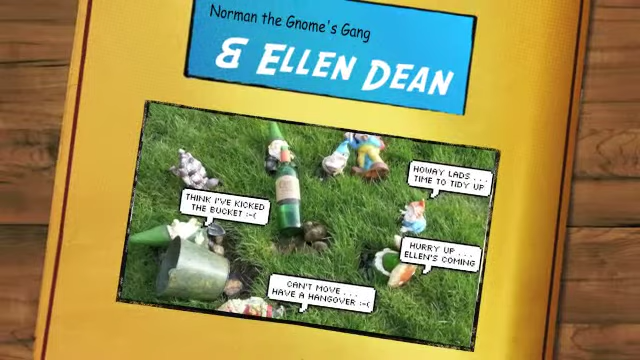 Norman the Gnome's Gang
& ELLEN DEAN
HOWAY LADS . . .
TIME TO TIDY UP
THINK I'VE KICKED
THE BUCKET :-(
HURRY UP . . .
ELLEN'S COMING
CAN'T MOVE . . .
HAVE A HANGOVER :-(